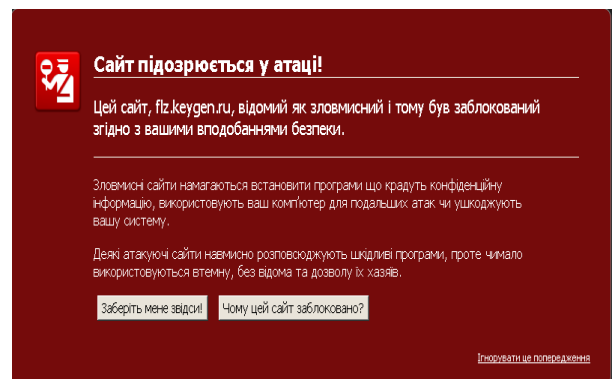 Сайт підозрюється у атаці!
Цей сайт, flz.keygen.ru, відомий як зловмисний і тому був заблокований
згідно з вашими вподобаннями безпеки.
Зловмисні сайти намагаються встановити програми що крадуть конфіденційну
інформацію, використовують ваш комп'ютер для подальших атак чи ушкоджують
вашу систему.
Деякі атакуючі сайти навмисно розповсюджують шкідливі програми, проте чимало
використовуються втемну, без відома та дозволу їх хазяїв.
Заберіть мене звідси! Чому цей сайт заблоковано?
Ігнорувати це попередження